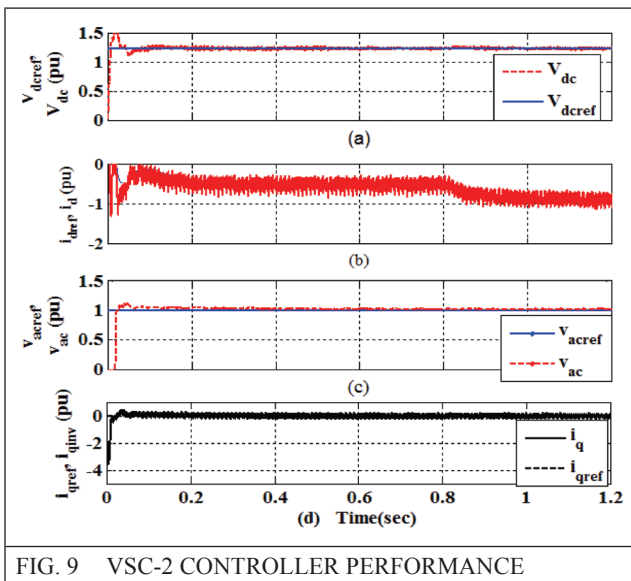 1.5
1
0.5
0
V_dcref, V_dc (pu)
V_dc
V_dcref
(a)
0
-1
-2
i_dref, i_d (pu)
(b)
1.5
1
0.5
0
v_acref, v_ac (pu)
v_acref
v_ac
(c)
0
-2
-4
i_qref, i_qinv (pu)
i_q
i_qref
0 0.2 0.4 0.6 0.8 1 1.2
(d) Time(sec)
FIG. 9 VSC-2 CONTROLLER PERFORMANCE